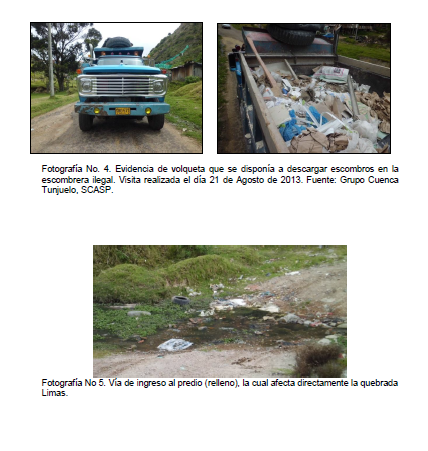 Fotografía No. 4. Evidencia de volqueta que se disponía a descargar escombros en la
escombrera ilegal. Visita realizada el día 21 de Agosto de 2013. Fuente: Grupo Cuenca
Tunjuelo, SCASP.
Fotografía No 5. Vía de ingreso al predio (relleno), la cual afecta directamente la quebrada
Limas.